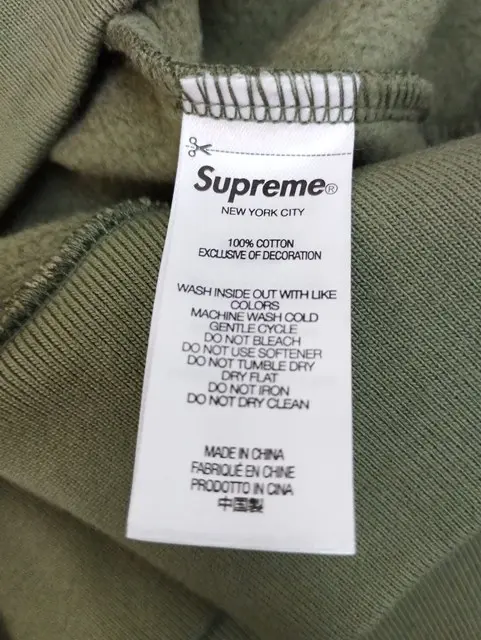 Supreme®
NEW YORK CITY
100% COTTON
EXCLUSIVE OF DECORATION
WASH INSIDE OUT WITH LIKE
COLORS
MACHINE WASH COLD
GENTLE CYCLE
DO NOT BLEACH
DO NOT USE SOFTENER
DO NOT TUMBLE DRY
DRY FLAT
DO NOT IRON
DO NOT DRY CLEAN
MADE IN CHINA
FABRIQUÉ EN CHINE
PRODOTTO IN CINA
中国製